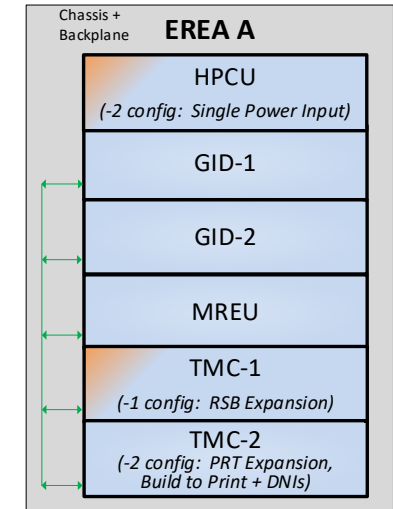 Chassis +
Backplane
EREA A
HPCU
(-2 config: Single Power Input)
GID-1
GID-2
MREU
TMC-1
(-1 config: RSB Expansion)
TMC-2
(-2 config: PRT Expansion,
Build to Print + DNIs)